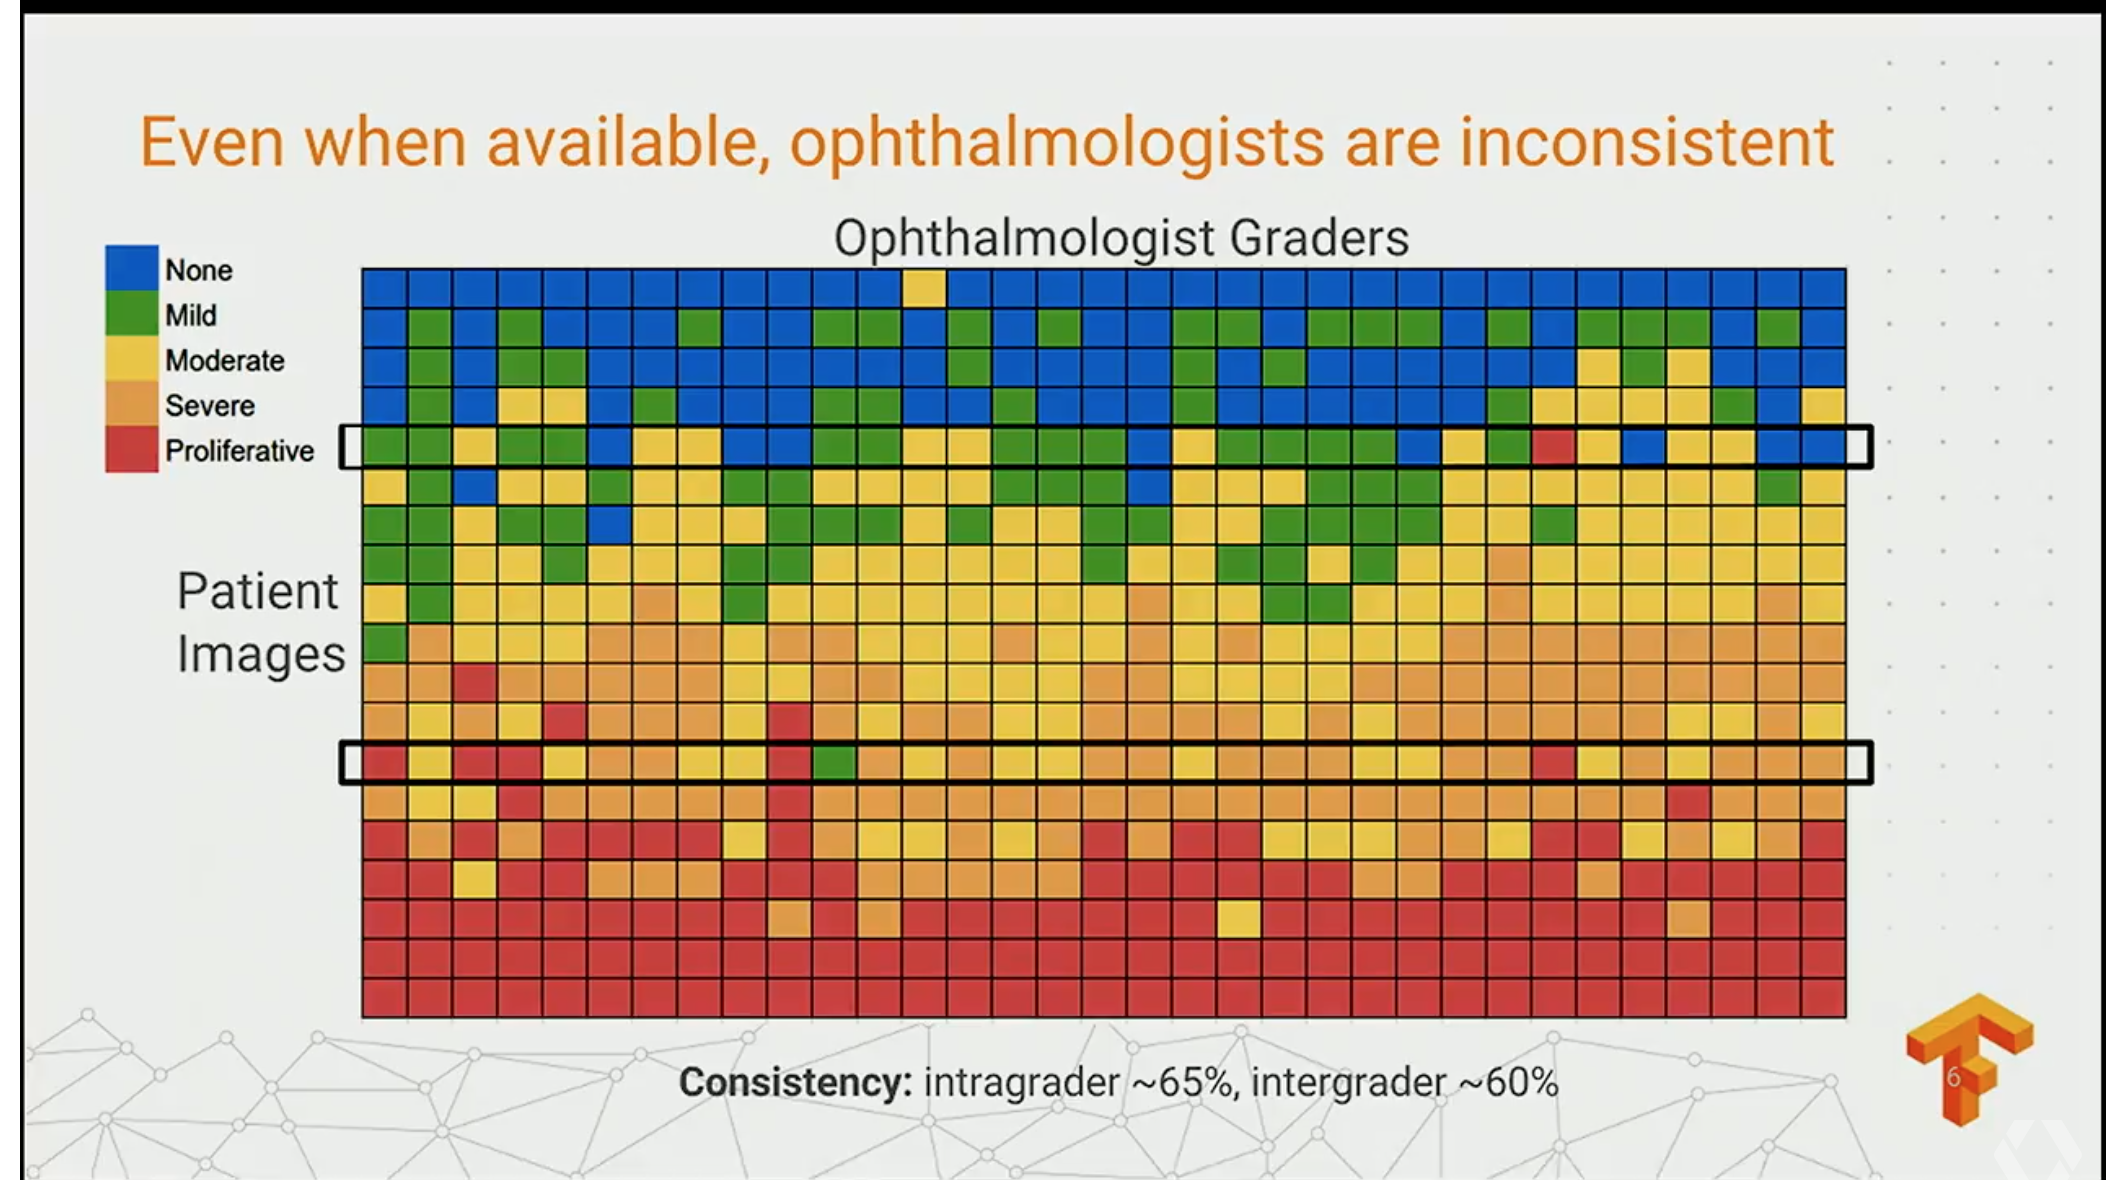 Even when available, ophthalmologists are inconsistent
Ophthalmologist Graders
None
Mild
Moderate
Severe
Proliferative
Patient
Images
Consistency: intragrader ~65%, intergrader ~60%
6